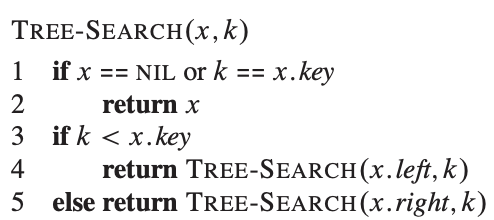 TREE-SEARCH(x, k)
1 if x == NIL or k == x.key
2 return x
3 if k < x.key
4 return TREE-SEARCH(x.left, k)
5 else return TREE-SEARCH(x.right, k)